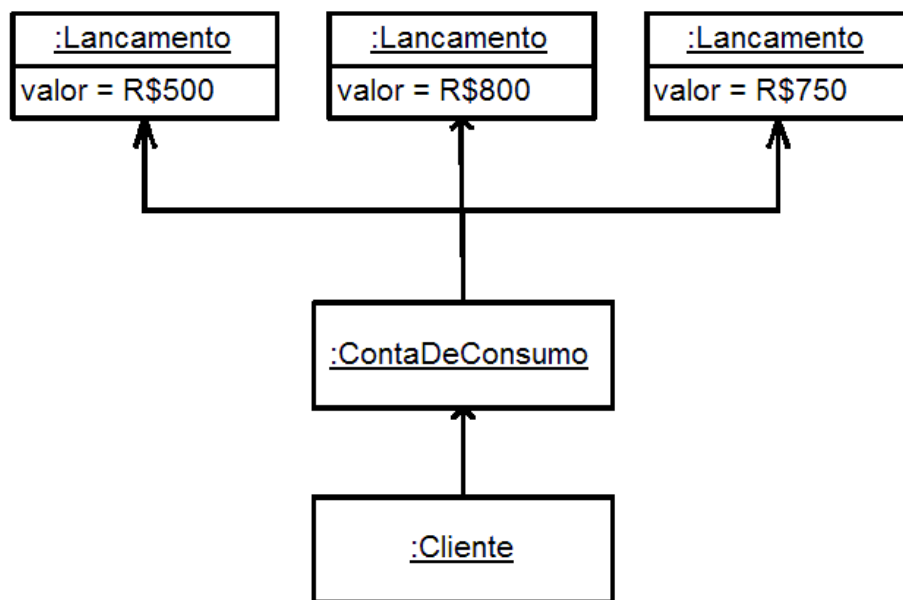 :Lancamento
valor = R$500
:Lancamento
valor = R$800
:Lancamento
valor = R$750
:ContaDeConsumo
:Cliente